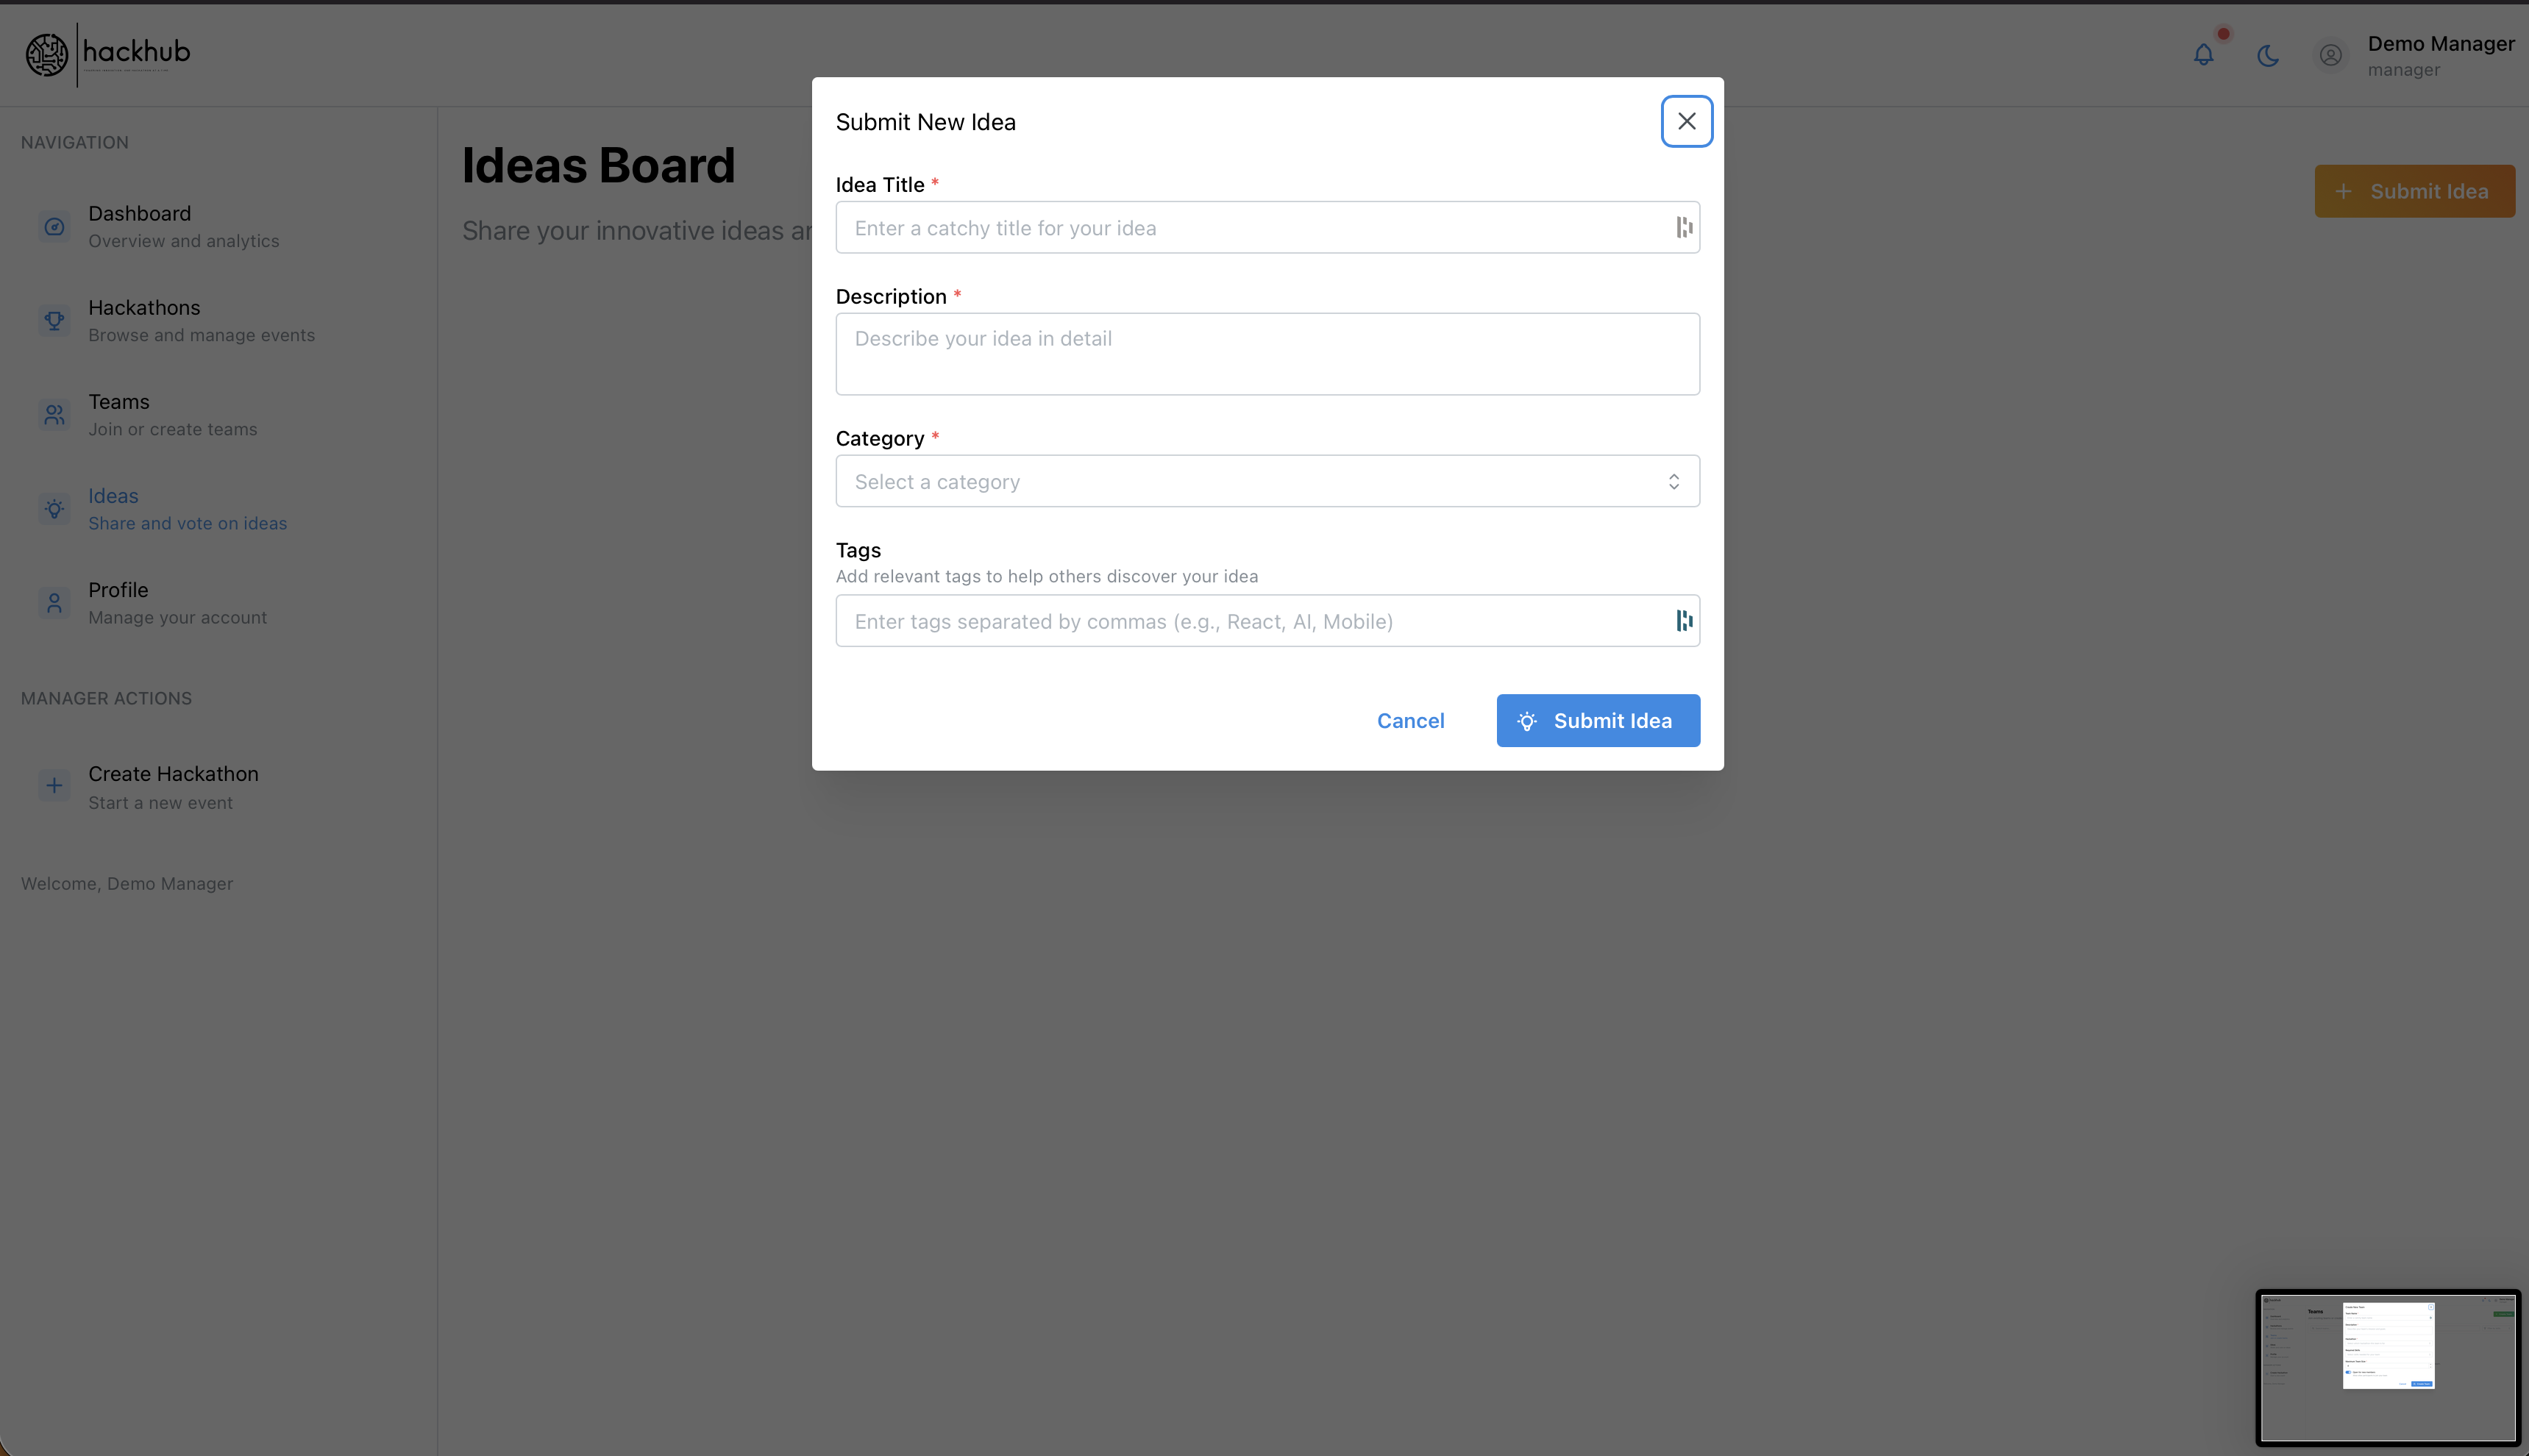 hackhub
Demo Manager
manager
NAVIGATION
Dashboard
Overview and analytics
Hackathons
Browse and manage events
Teams
Join or create teams
Ideas
Share and vote on ideas
Profile
Manage your account
MANAGER ACTIONS
Create Hackathon
Start a new event
Welcome, Demo Manager
Ideas Board
Share your innovative ideas
+ Submit Idea
Submit New Idea
Idea Title *
Enter a catchy title for your idea
Description *
Describe your idea in detail
Category *
Select a category
Tags
Add relevant tags to help others discover your idea
Enter tags separated by commas (e.g., React, AI, Mobile)
Cancel
Submit Idea
Teams